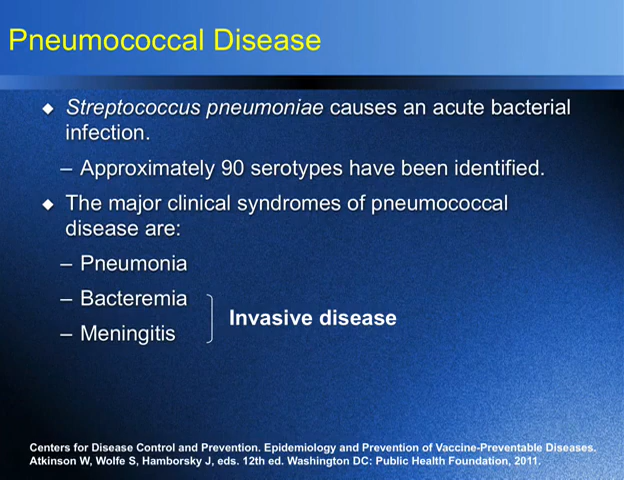 Pneumococcal Disease
◆ Streptococcus pneumoniae causes an acute bacterial
infection.
– Approximately 90 serotypes have been identified.
◆ The major clinical syndromes of pneumococcal
disease are:
– Pneumonia
– Bacteremia
Invasive disease
– Meningitis
Centers for Disease Control and Prevention. Epidemiology and Prevention of Vaccine-Preventable Diseases.
Atkinson W, Wolfe S, Hamborsky J, eds. 12th ed. Washington DC: Public Health Foundation, 2011.